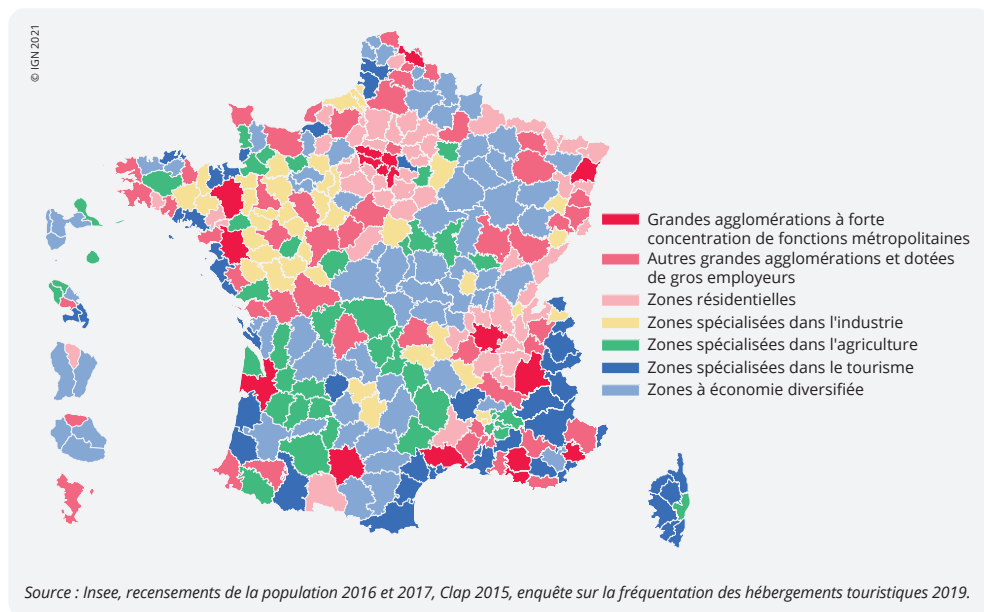 © IGN 2021
Grandes agglomérations à forte
concentration de fonctions métropolitaines
Autres grandes agglomérations et dotées
de gros employeurs
Zones résidentielles
Zones spécialisées dans l'industrie
Zones spécialisées dans l'agriculture
Zones spécialisées dans le tourisme
Zones à économie diversifiée
Source : Insee, recensements de la population 2016 et 2017, Clap 2015, enquête sur la fréquentation des hébergements touristiques 2019.